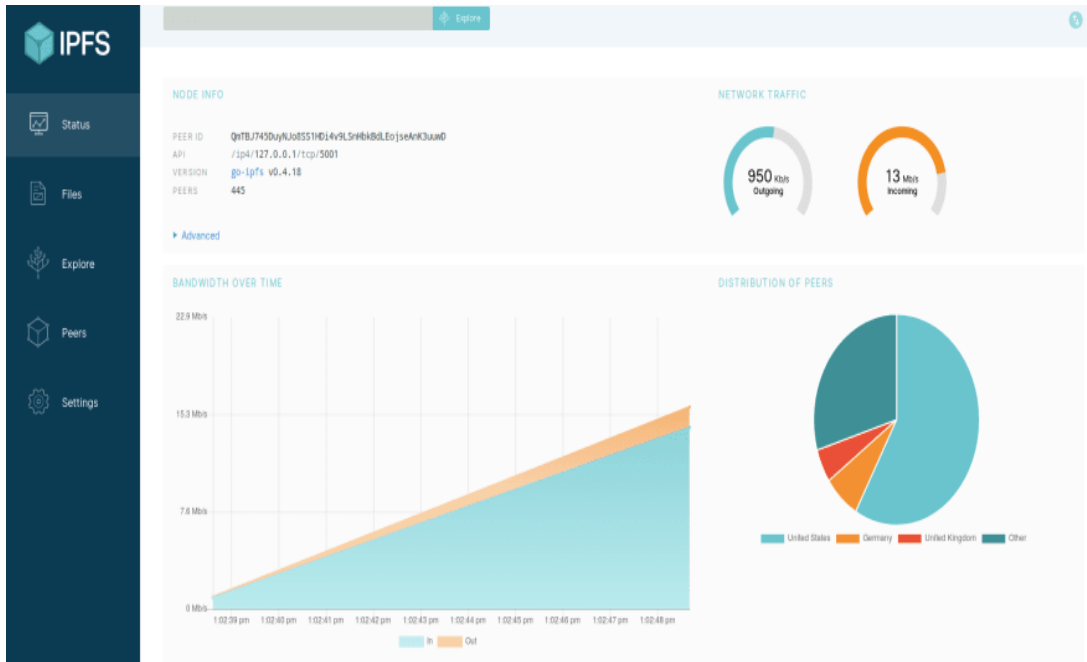 IPFS
Explore
Status
Files
Explore
Peers
Settings
NODE INFO
PEER ID QmTBJ745DuyNJo8SS1HDi4v9LSnHbkBdLEojseAnK3uuwD
API /ip4/127.0.0.1/tcp/5001
VERSION go-ipfs v0.4.18
PEERS 445
Advanced
NETWORK TRAFFIC
950 Kb/s
Outgoing
13 Mb/s
Incoming
BANDWIDTH OVER TIME
22.9 Mb/s
15.3 Mb/s
7.6 Mb/s
0 Mb/s
1:02:39 pm 1:02:40 pm 1:02:41 pm 1:02:42 pm 1:02:43 pm 1:02:44 pm 1:02:45 pm 1:02:46 pm 1:02:47 pm 1:02:48 pm
In Out
DISTRIBUTION OF PEERS
United States Germany United Kingdom Other